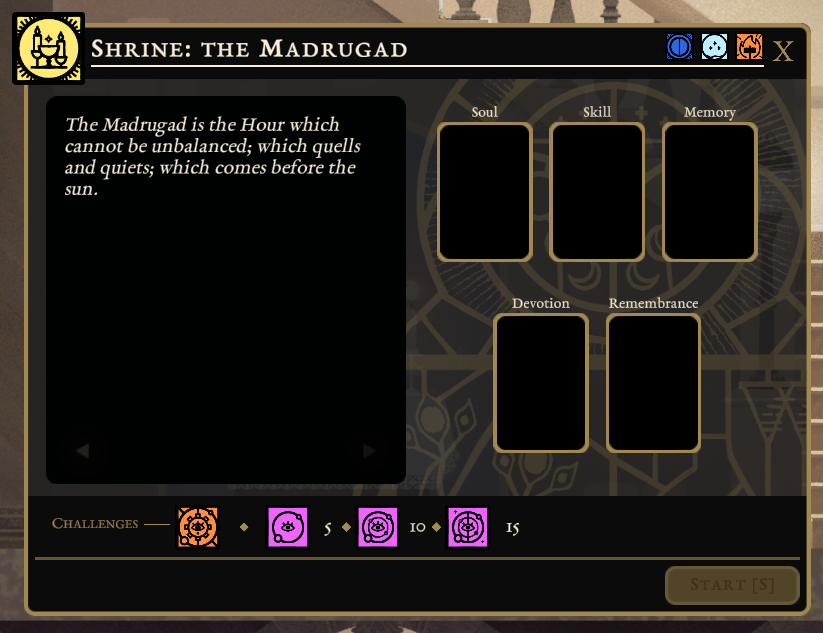 Shrine: the Madrugad
X
The Madrugad is the Hour which
cannot be unbalanced; which quells
and quiets; which comes before the
sun.
Soul
Skill
Memory
Devotion
Remembrance
Challenges
5
10
15
Start [S]